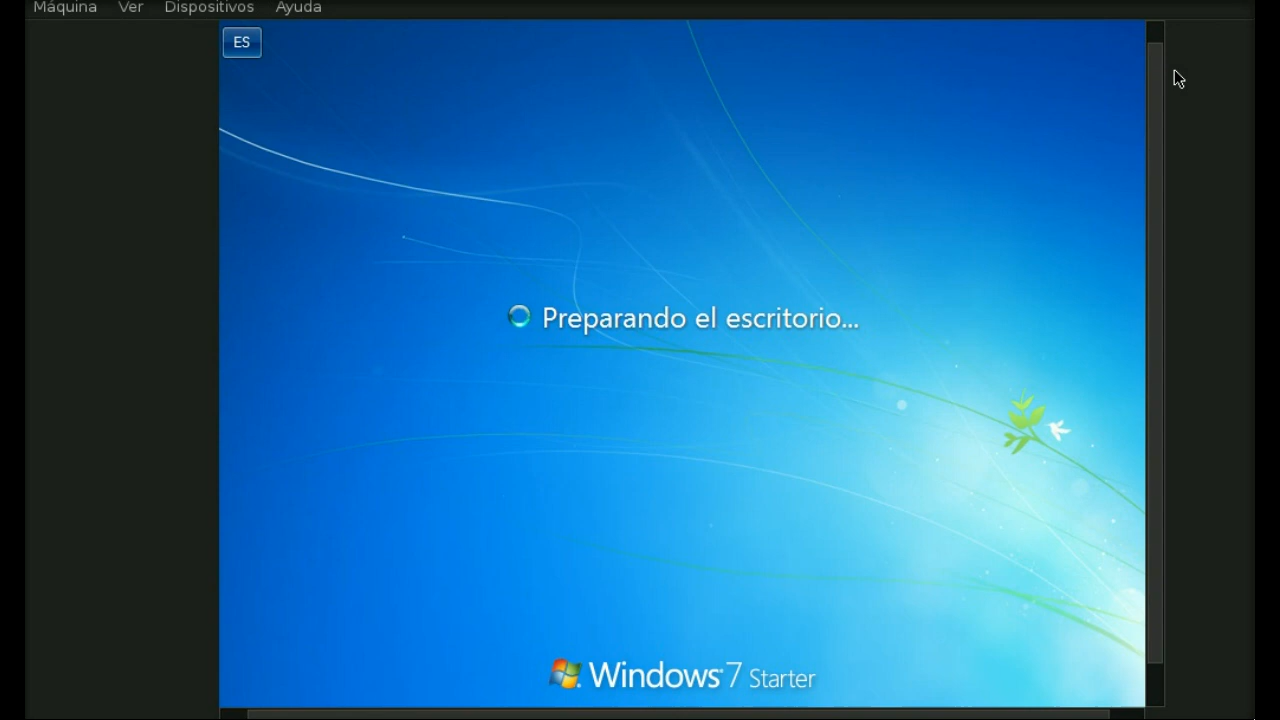 Máquina Ver Dispositivos Ayuda
ES
Preparando el escritorio...
Windows 7 Starter